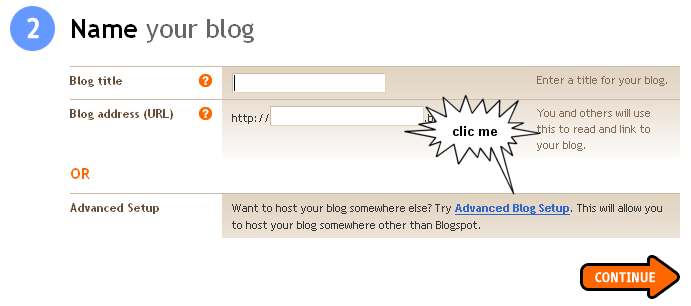 2 Name your blog
Blog title ? Enter a title for your blog.
Blog address (URL) ? http:// .b You and others will use
this to read and link to
your blog.
clic me
OR
Advanced Setup Want to host your blog somewhere else? Try Advanced Blog Setup. This will allow you
to host your blog somewhere other than Blogspot.
CONTINUE